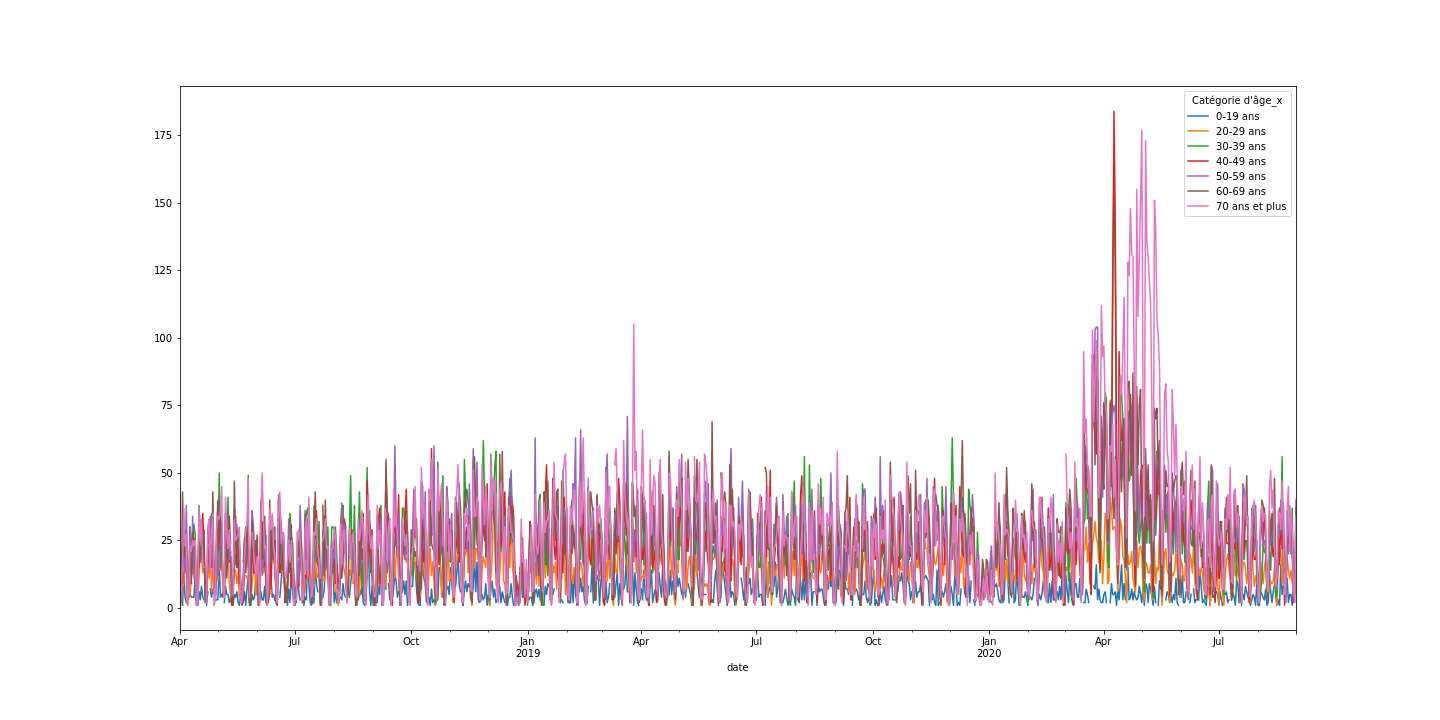 Catégorie d'âge_x
0-19 ans
20-29 ans
30-39 ans
40-49 ans
50-59 ans
60-69 ans
70 ans et plus
175
150
125
100
75
50
25
0
Apr Jul Oct Jan Apr Jul Oct Jan Apr Jul
2019 2020
date